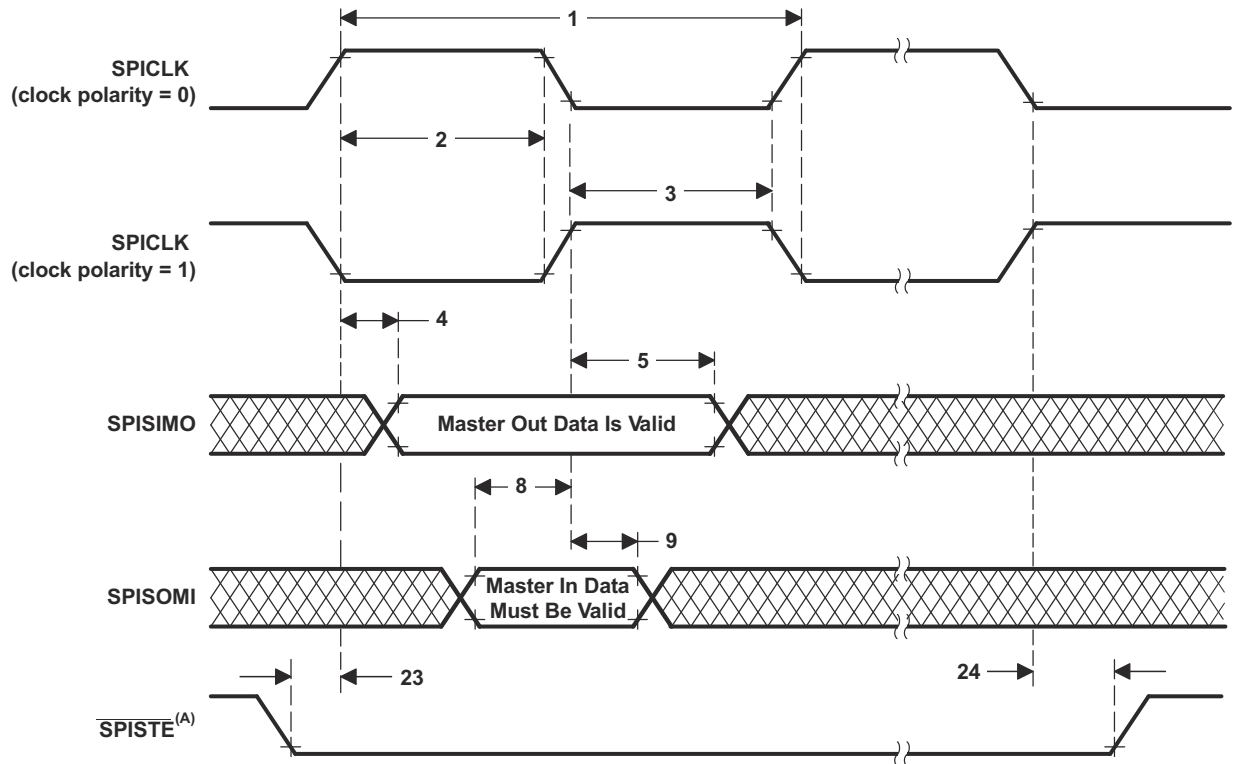 1
SPICLK
(clock polarity = 0)
2
3
SPICLK
(clock polarity = 1)
4
5
SPISIMO
Master Out Data Is Valid
8
9
SPISOMI
Master In Data
Must Be Valid
23
24
SPISTE(A)